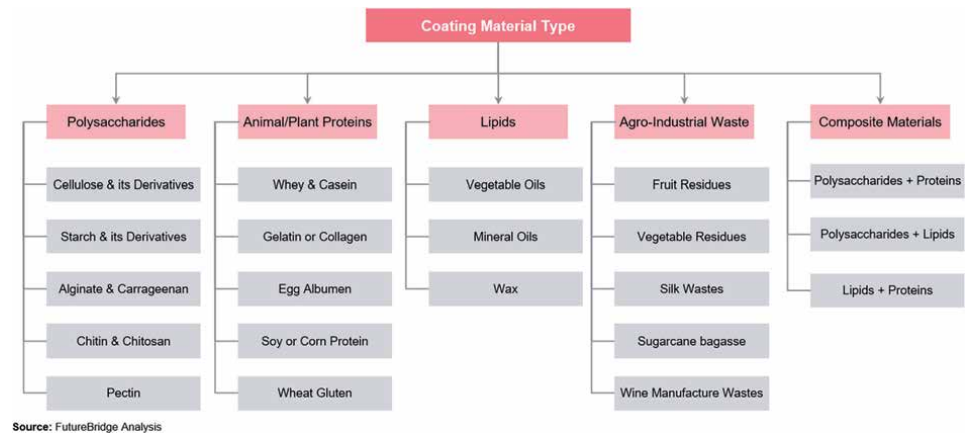 Coating Material Type
Polysaccharides
Animal/Plant Proteins
Lipids
Agro-Industrial Waste
Composite Materials
Cellulose & its Derivatives
Starch & its Derivatives
Alginate & Carrageenan
Chitin & Chitosan
Pectin
Whey & Casein
Gelatin or Collagen
Egg Albumen
Soy or Corn Protein
Wheat Gluten
Vegetable Oils
Mineral Oils
Wax
Fruit Residues
Vegetable Residues
Silk Wastes
Sugarcane bagasse
Wine Manufacture Wastes
Polysaccharides + Proteins
Polysaccharides + Lipids
Lipids + Proteins
Source: FutureBridge Analysis